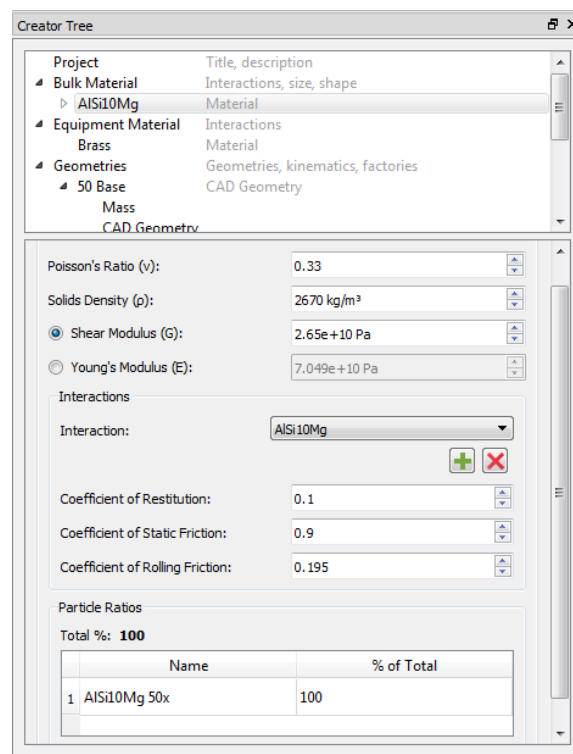 Creator Tree
Project Title, description
Bulk Material Interactions, size, shape
AlSi10Mg Material
Equipment Material Interactions
Brass Material
Geometries Geometries, kinematics, factories
50 Base CAD Geometry
Mass
CAD Geometry
Poisson's Ratio (ν): 0.33
Solids Density (ρ): 2670 kg/m³
Shear Modulus (G): 2.65e+10 Pa
Young's Modulus (E): 7.049e+10 Pa
Interactions
Interaction: AlSi10Mg
Coefficient of Restitution: 0.1
Coefficient of Static Friction: 0.9
Coefficient of Rolling Friction: 0.195
Particle Ratios
Total %: 100
Name % of Total
1 AlSi10Mg 50x 100